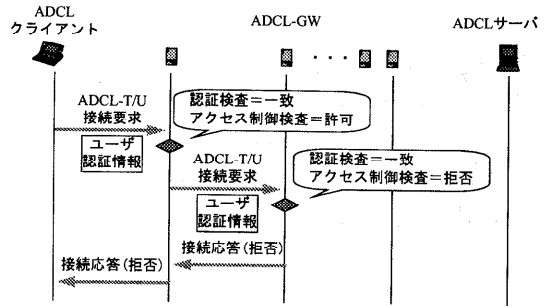 ADCL
クライアント
ADCL-GW
ADCLサーバ
・・・
ADCL-T/U
接続要求
認証検査＝一致
アクセス制御検査＝許可
ユーザ
認証情報
ADCL-T/U
接続要求
認証検査＝一致
アクセス制御検査＝拒否
ユーザ
認証情報
接続応答(拒否)
接続応答(拒否)